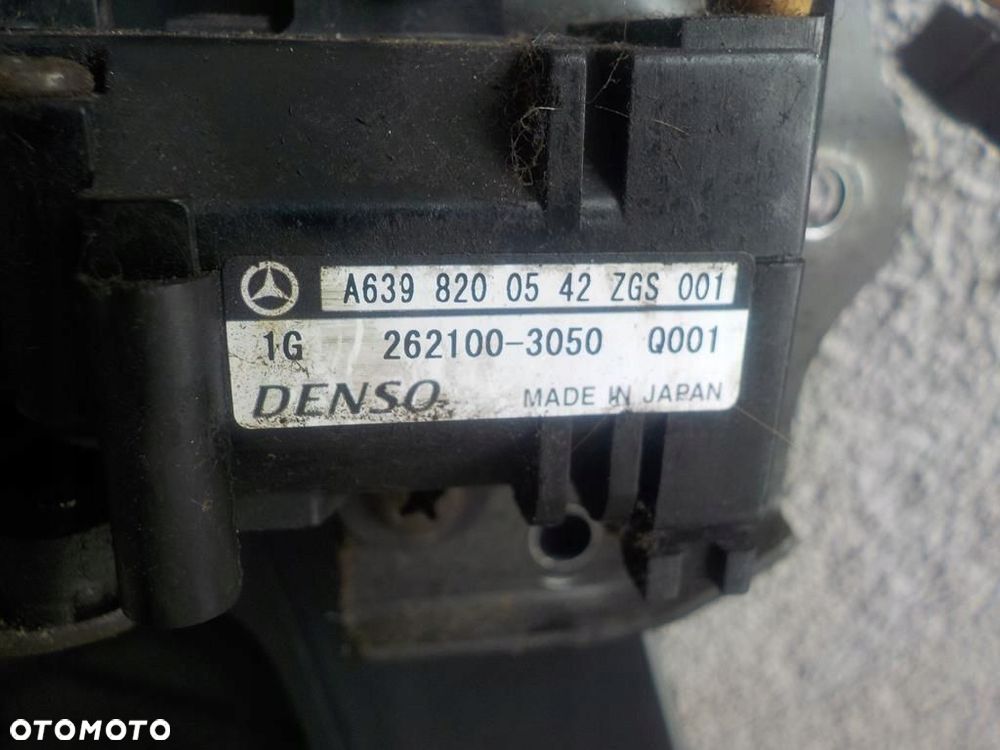 A639 820 05 42 ZGS 001
1G 262100-3050 Q001
DENSO MADE IN JAPAN
OTOMOTO